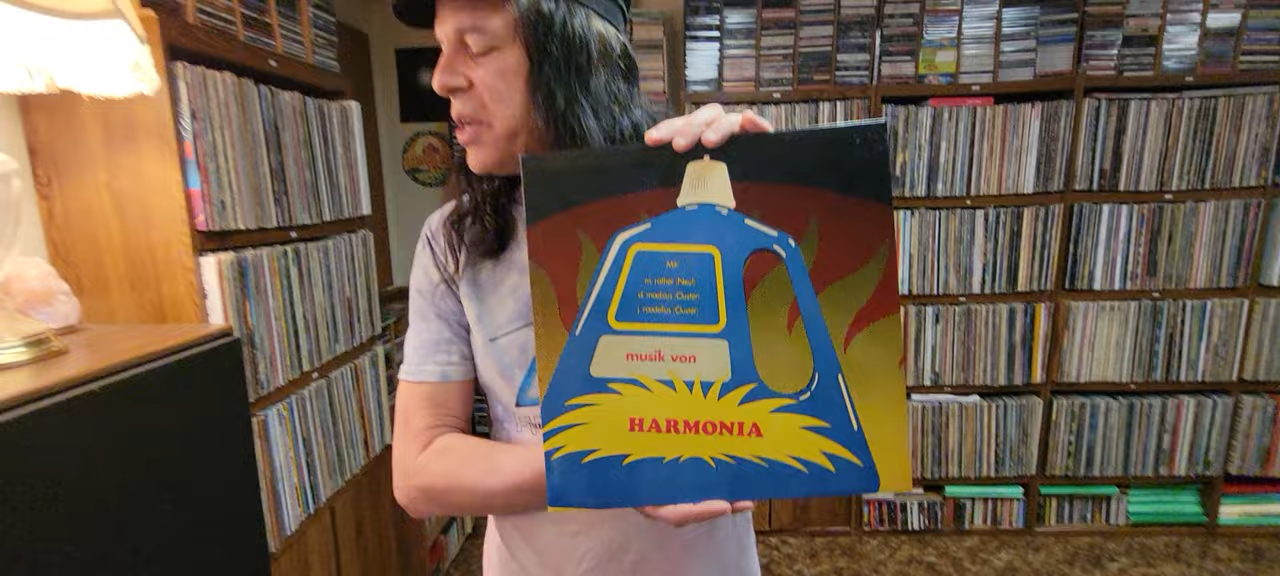 Mit:
m. rother (Neu!)
d. moebius (Cluster)
j. roedelius (Cluster)
musik von
HARMONIA